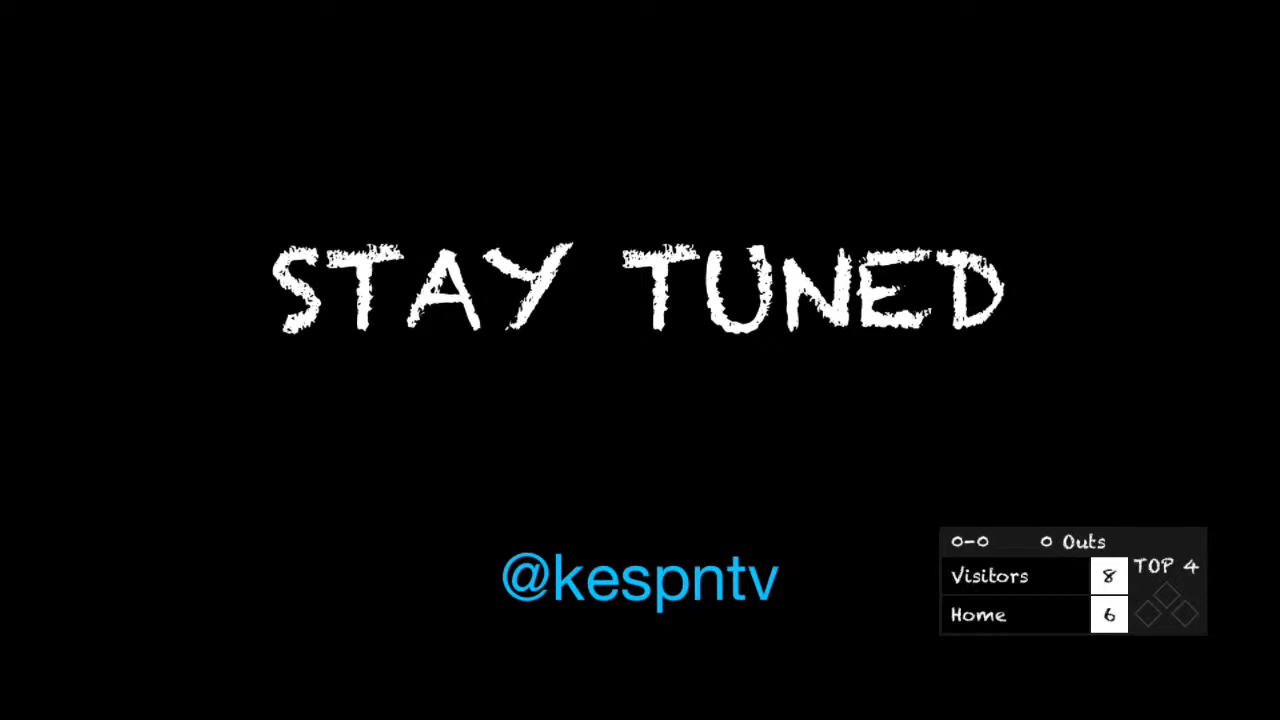 STAY TUNED
@kespntv
0-0 0 Outs
Visitors 8 TOP 4
Home 6